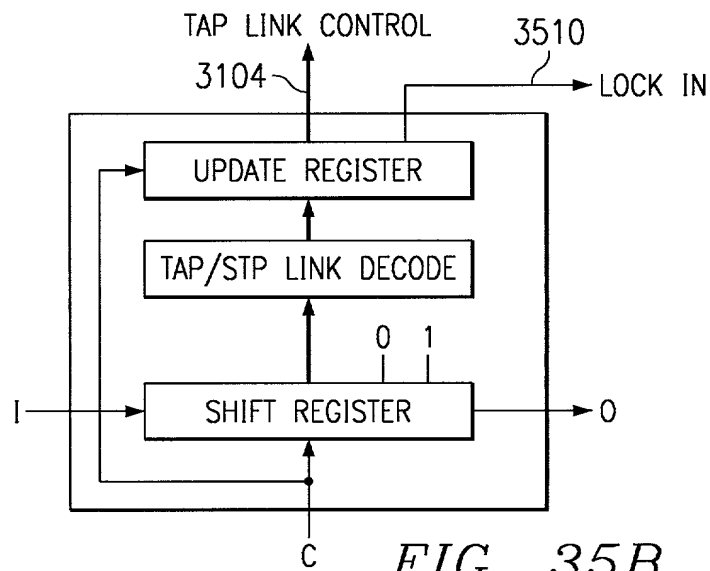 TAP LINK CONTROL
3104
3510
LOCK IN
UPDATE REGISTER
TAP/STP LINK DECODE
0 1
I
SHIFT REGISTER
O
C
FIG. 35B